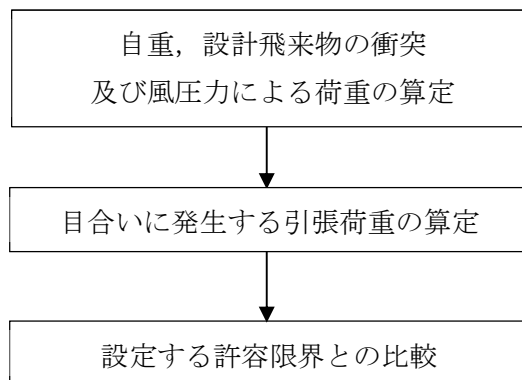 自重，設計飛来物の衝突
及び風圧力による荷重の算定
目合いに発生する引張荷重の算定
設定する許容限界との比較